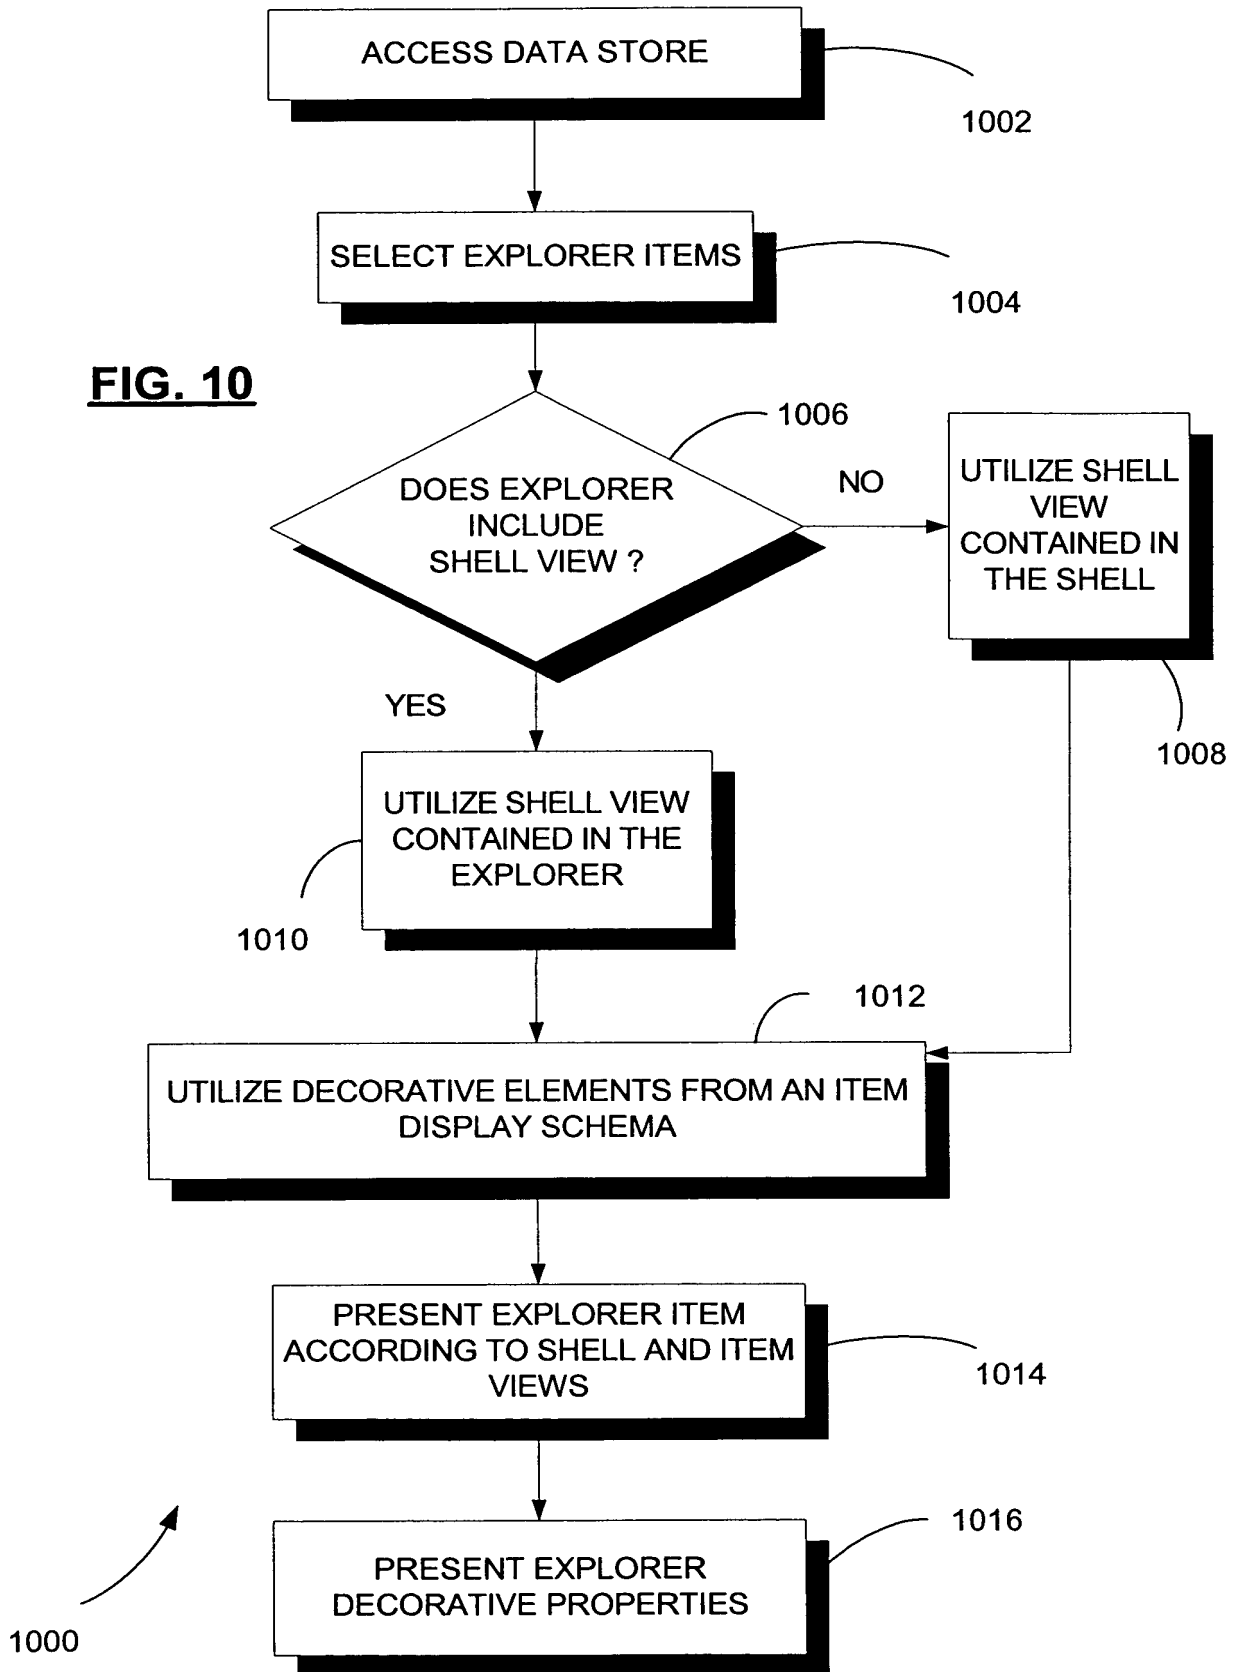 ACCESS DATA STORE
1002
SELECT EXPLORER ITEMS
1004
FIG. 10
1006
DOES EXPLORER
INCLUDE
SHELL VIEW ?
NO
UTILIZE SHELL
VIEW
CONTAINED IN
THE SHELL
1008
YES
UTILIZE SHELL VIEW
CONTAINED IN THE
EXPLORER
1010
1012
UTILIZE DECORATIVE ELEMENTS FROM AN ITEM
DISPLAY SCHEMA
PRESENT EXPLORER ITEM
ACCORDING TO SHELL AND ITEM
VIEWS
1014
1016
PRESENT EXPLORER
DECORATIVE PROPERTIES
1000